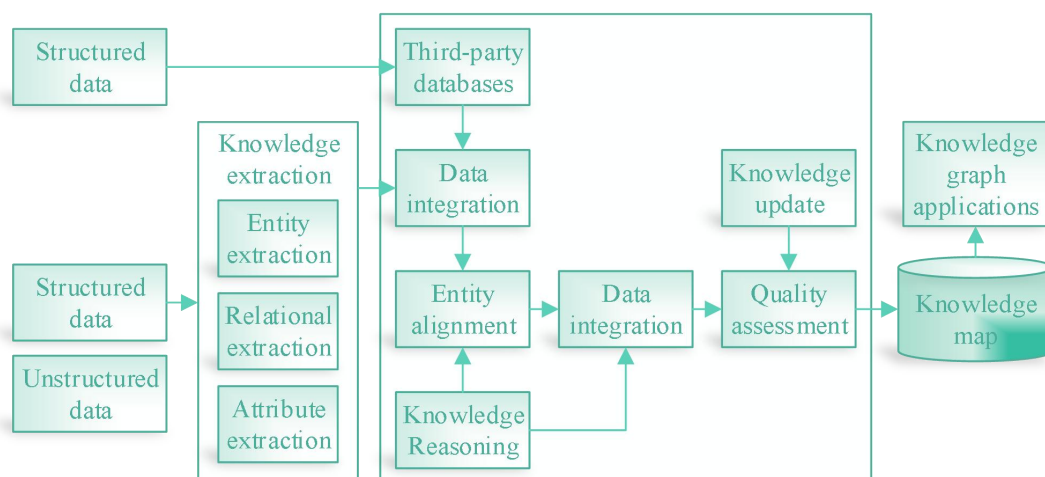 Structured
data
Third-party
databases
Knowledge
extraction
Data
integration
Knowledge
update
Knowledge
graph
applications
Entity
extraction
Structured
data
Relational
extraction
Entity
alignment
Data
integration
Quality
assessment
Knowledge
map
Unstructured
data
Attribute
extraction
Knowledge
Reasoning